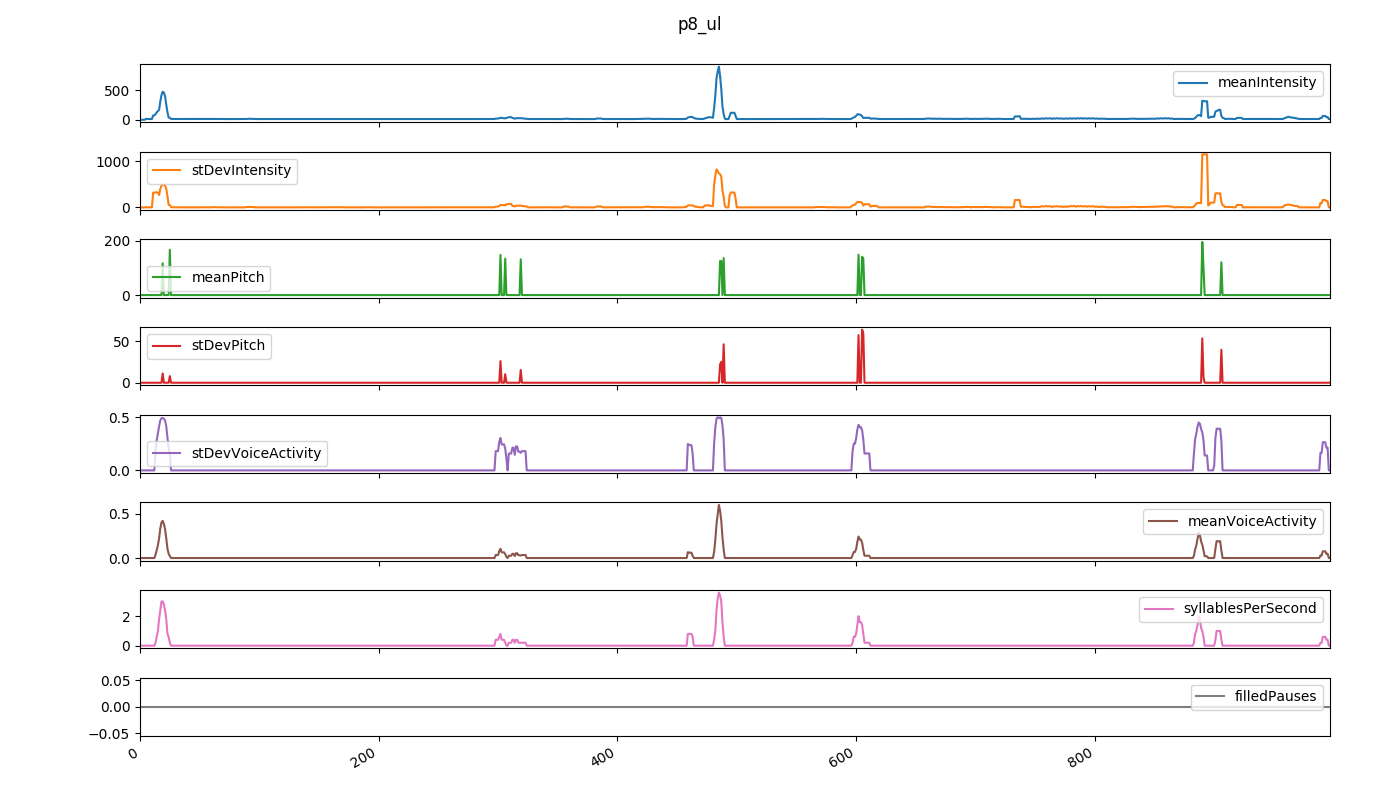 p8_ul
500
0
meanIntensity
1000
0
stDevIntensity
200
0
meanPitch
50
0
stDevPitch
0.5
0.0
stDevVoiceActivity
0.5
0.0
meanVoiceActivity
2
0
syllablesPerSecond
0.05
0.00
−0.05
filledPauses
0
200
400
600
800